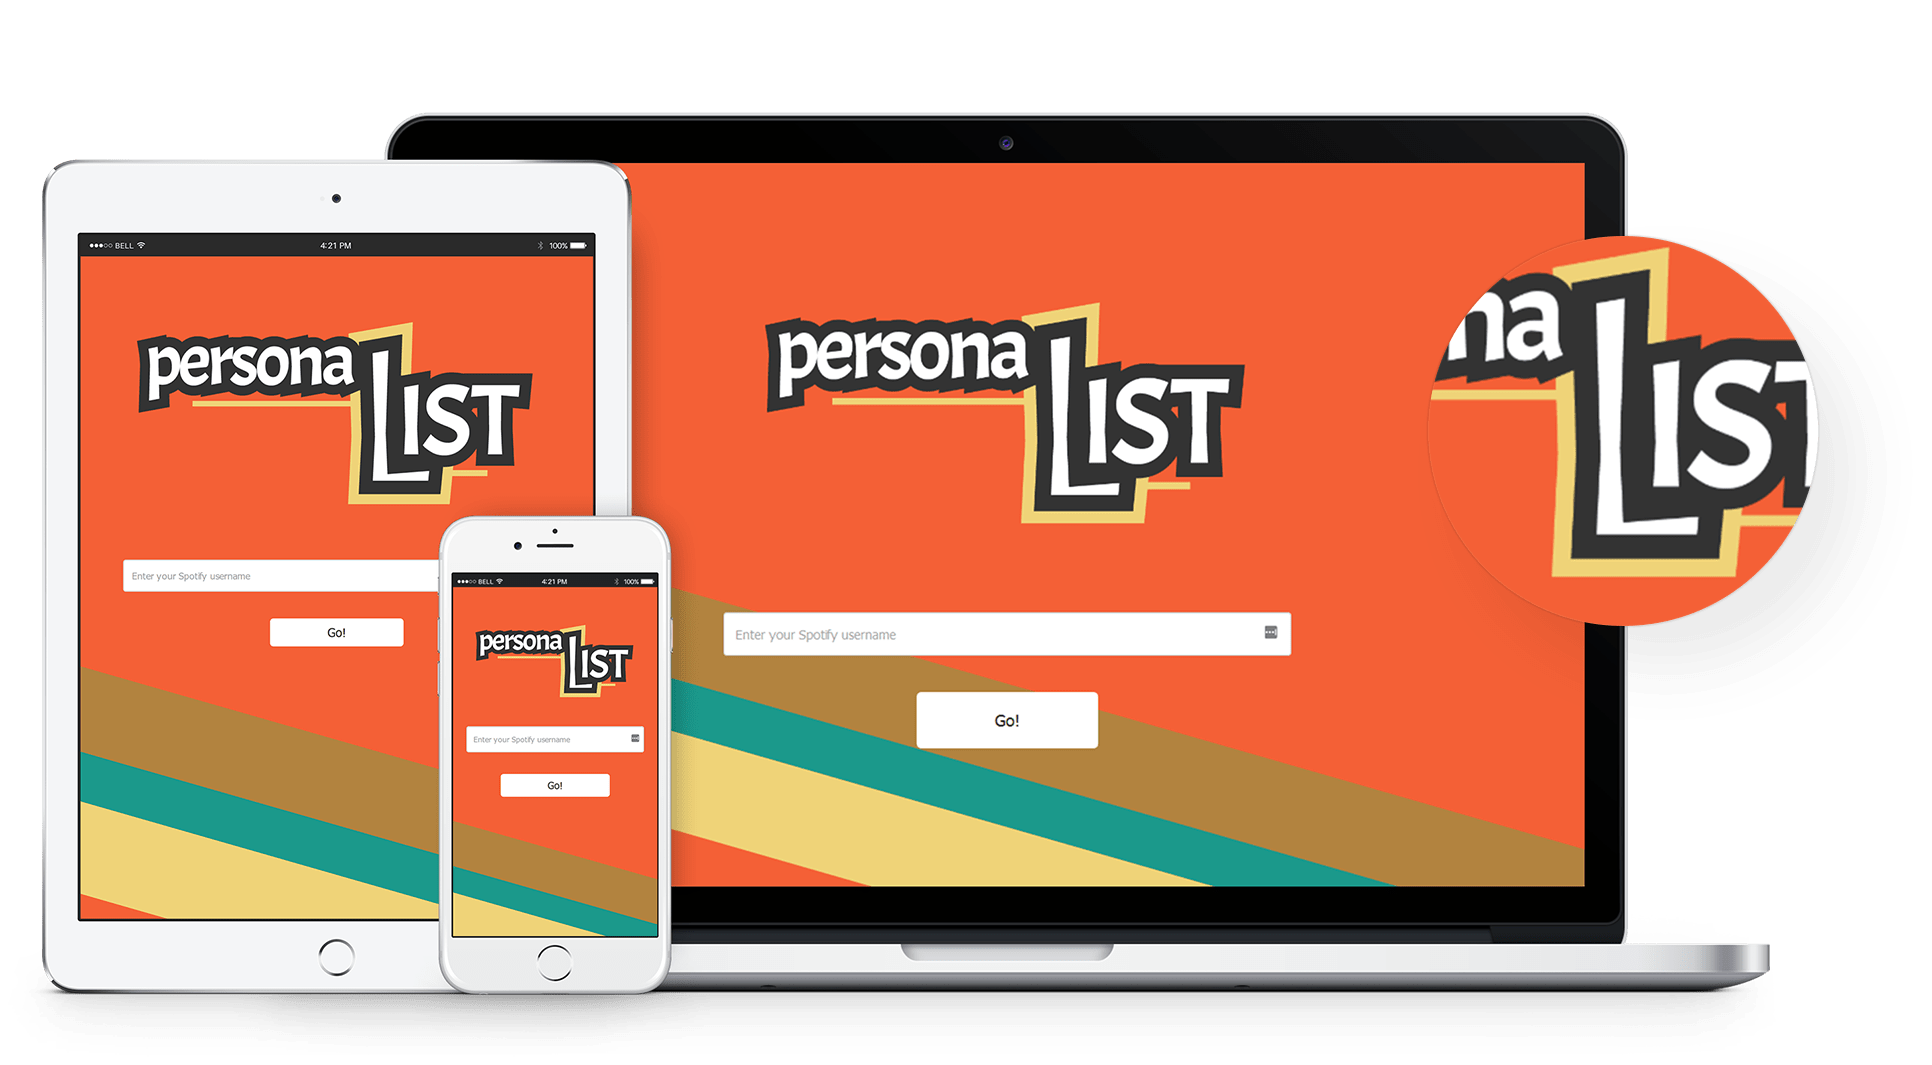 ●●●○○ BELL
4:21 PM
100%
persona
LIST
Enter your Spotify username
Go!
●●●○○ BELL
4:21 PM
100%
persona
LIST
Enter your Spotify username
Go!
persona
LIST
Enter your Spotify username
Go!
na
LIST